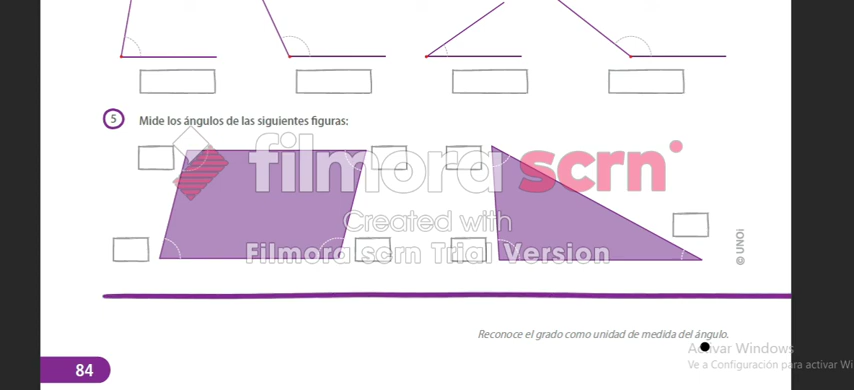 5 Mide los ángulos de las siguientes figuras:
filmora scrn
Created with
Filmora scrn Trial Version
© UNOi
Reconoce el grado como unidad de medida del ángulo.
Activar Windows
Ve a Configuración para activar Wi
84